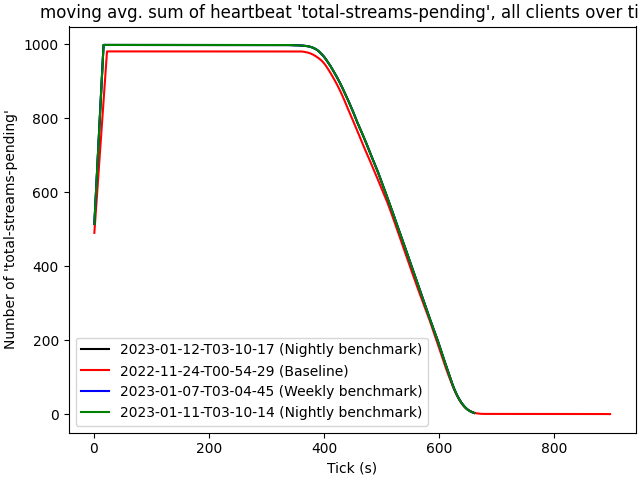 moving avg. sum of heartbeat 'total-streams-pending', all clients over ti
Number of 'total-streams-pending'
1000
800
600
400
200
0
2023-01-12-T03-10-17 (Nightly benchmark)
2022-11-24-T00-54-29 (Baseline)
2023-01-07-T03-04-45 (Weekly benchmark)
2023-01-11-T03-10-14 (Nightly benchmark)
0 200 400 600 800
Tick (s)